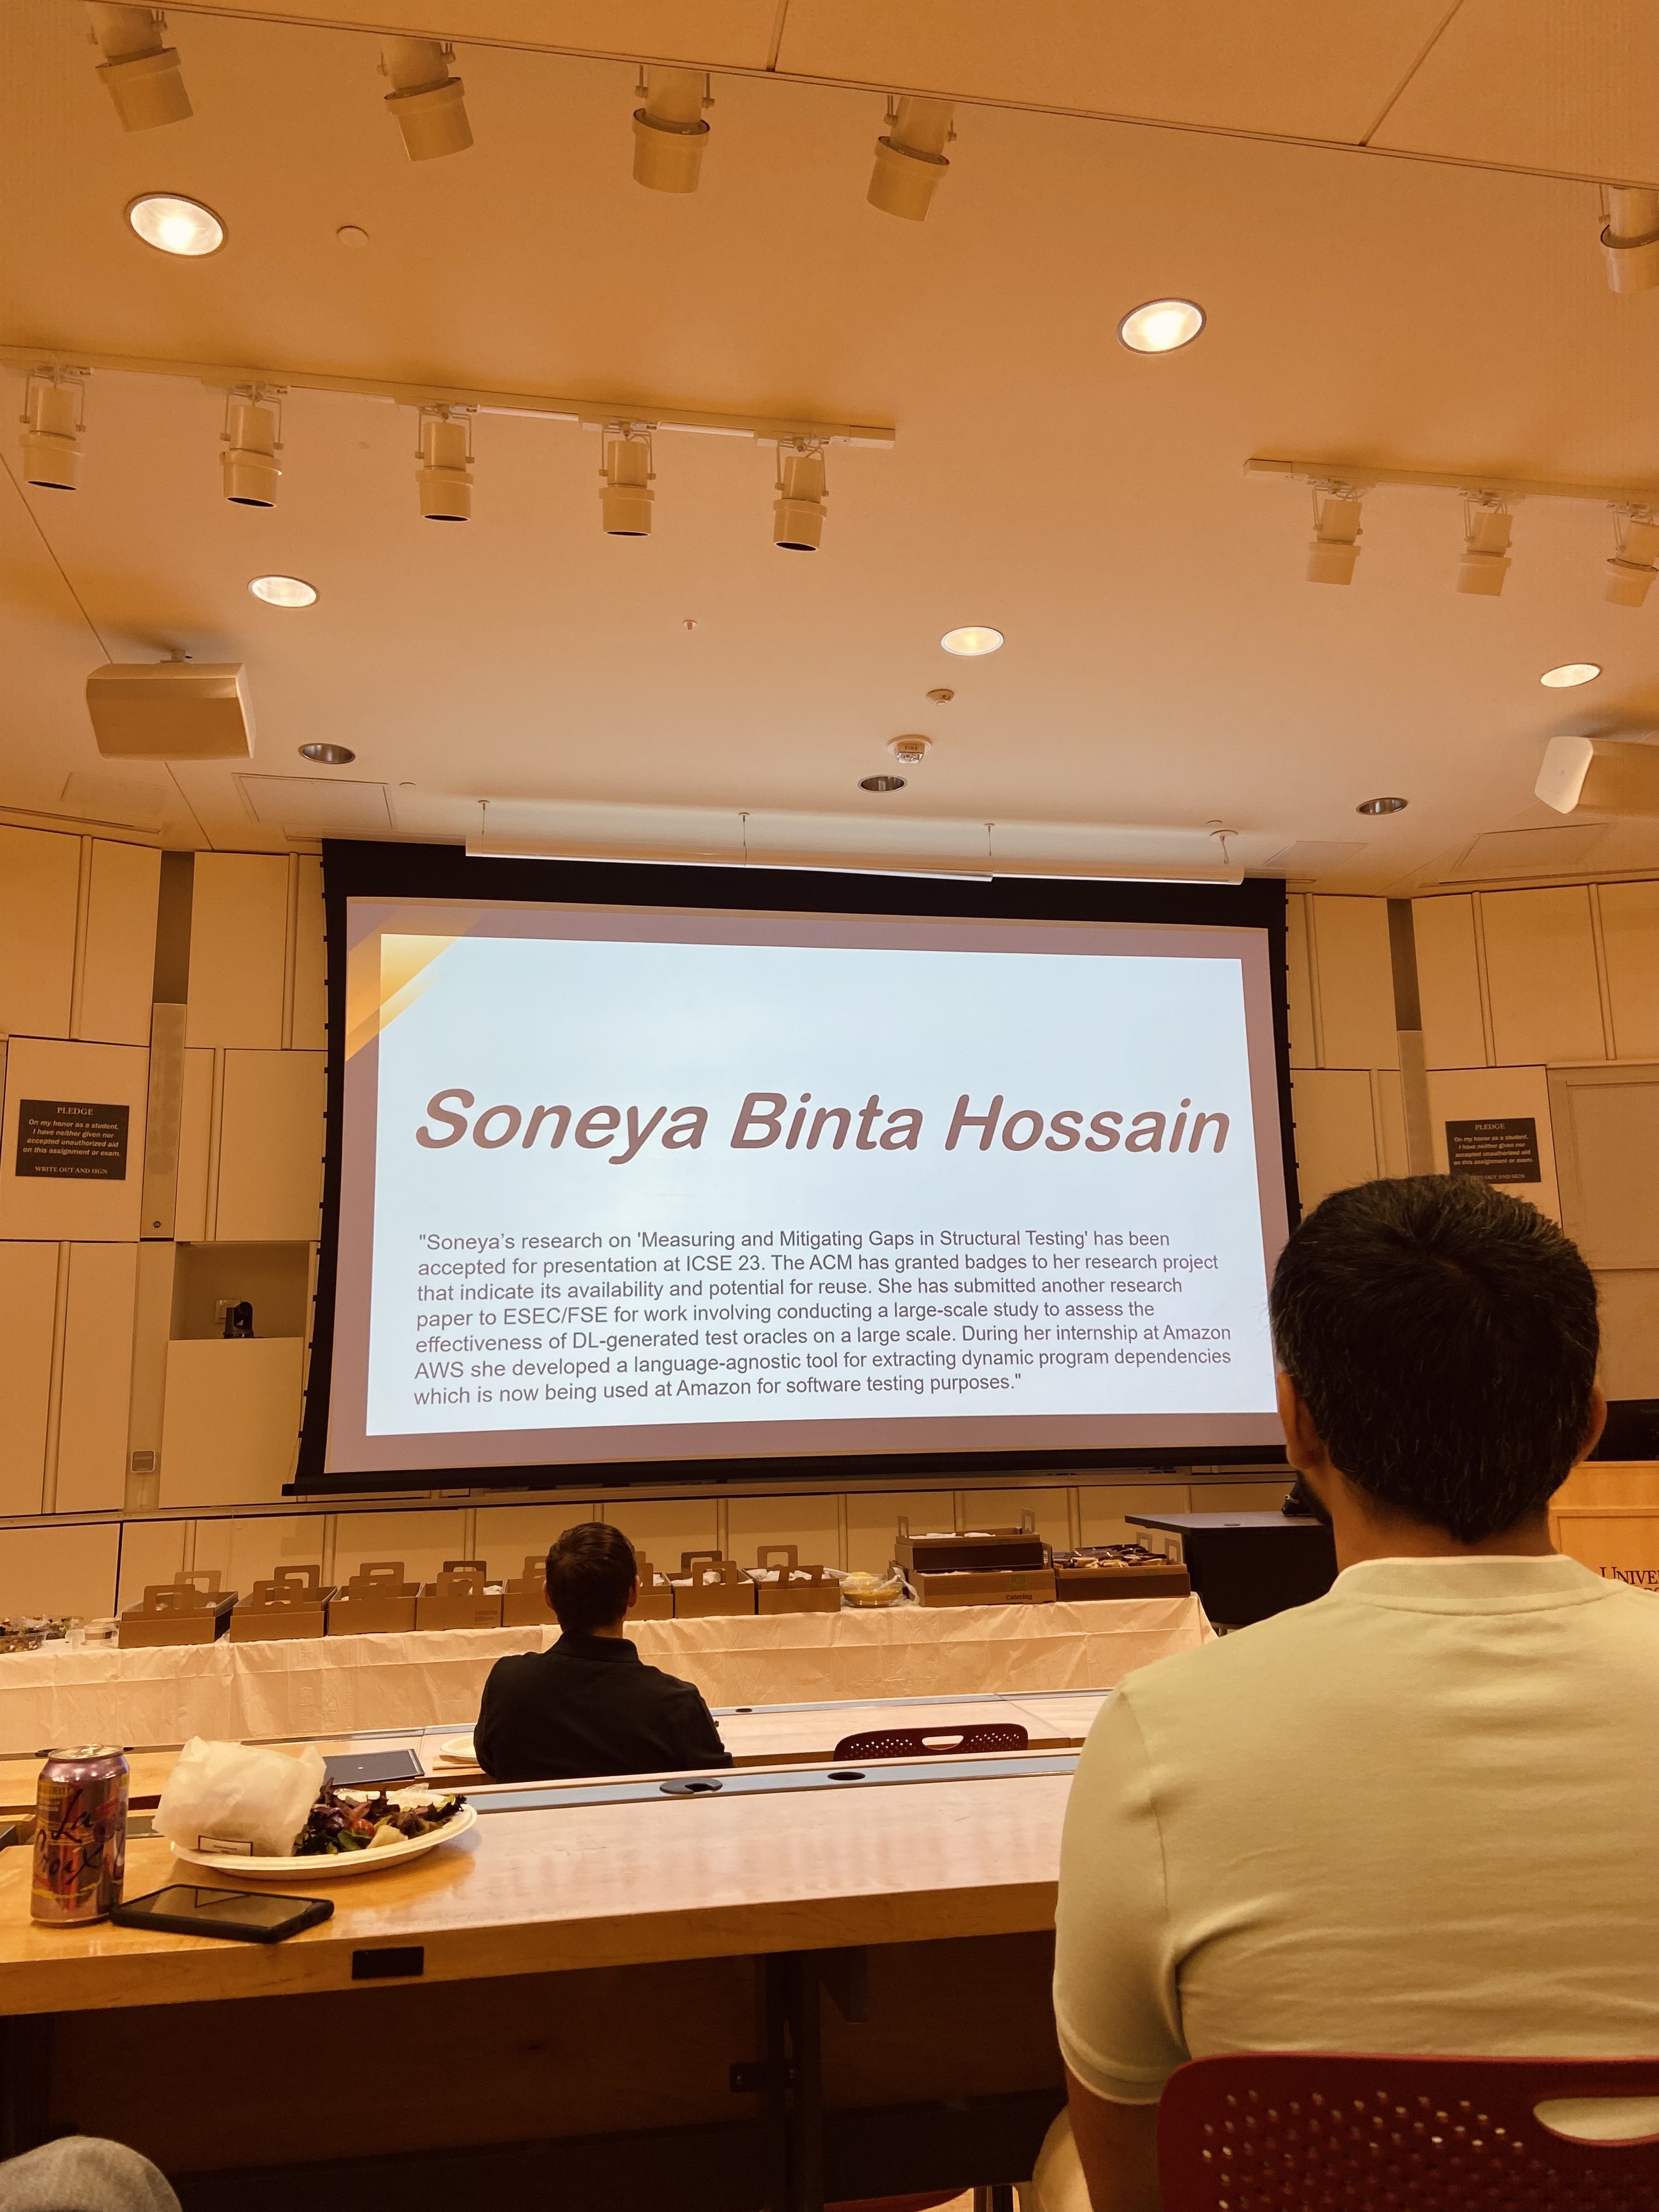 FIRE
Soneya Binta Hossain
"Soneya's research on 'Measuring and Mitigating Gaps in Structural Testing' has been
accepted for presentation at ICSE 23. The ACM has granted badges to her research project
that indicate its availability and potential for reuse. She has submitted another research
paper to ESEC/FSE for work involving conducting a large-scale study to assess the
effectiveness of DL-generated test oracles on a large scale. During her internship at Amazon
AWS she developed a language-agnostic tool for extracting dynamic program dependencies
which is now being used at Amazon for software testing purposes."
PLEDGE
On my honor as a student,
I have neither given nor
accepted unauthorized aid
on this assignment or exam.
WRITE OUT AND SIGN
PLEDGE
On my honor as a student,
I have neither given nor
accepted unauthorized aid
on this assignment or exam.
OUT AND SIGN
UNIVE
La
Croix